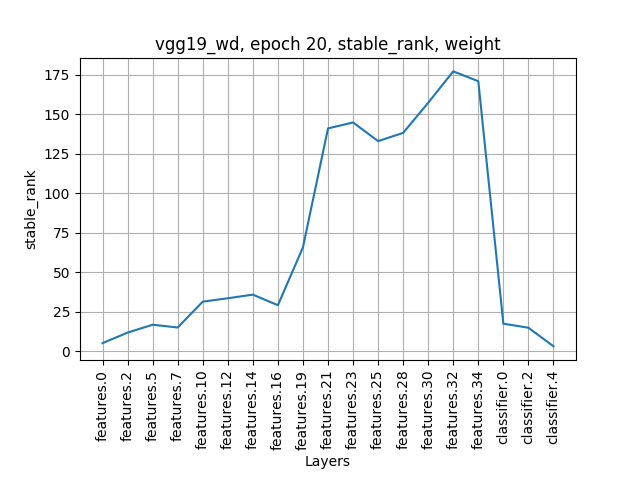 vgg19_wd, epoch 20, stable_rank, weight
175
150
125
100
75
50
25
0
stable_rank
features.0
features.2
features.5
features.7
features.10
features.12
features.14
features.16
features.19
features.21
features.23
features.25
features.28
features.30
features.32
features.34
classifier.0
classifier.2
classifier.4
Layers